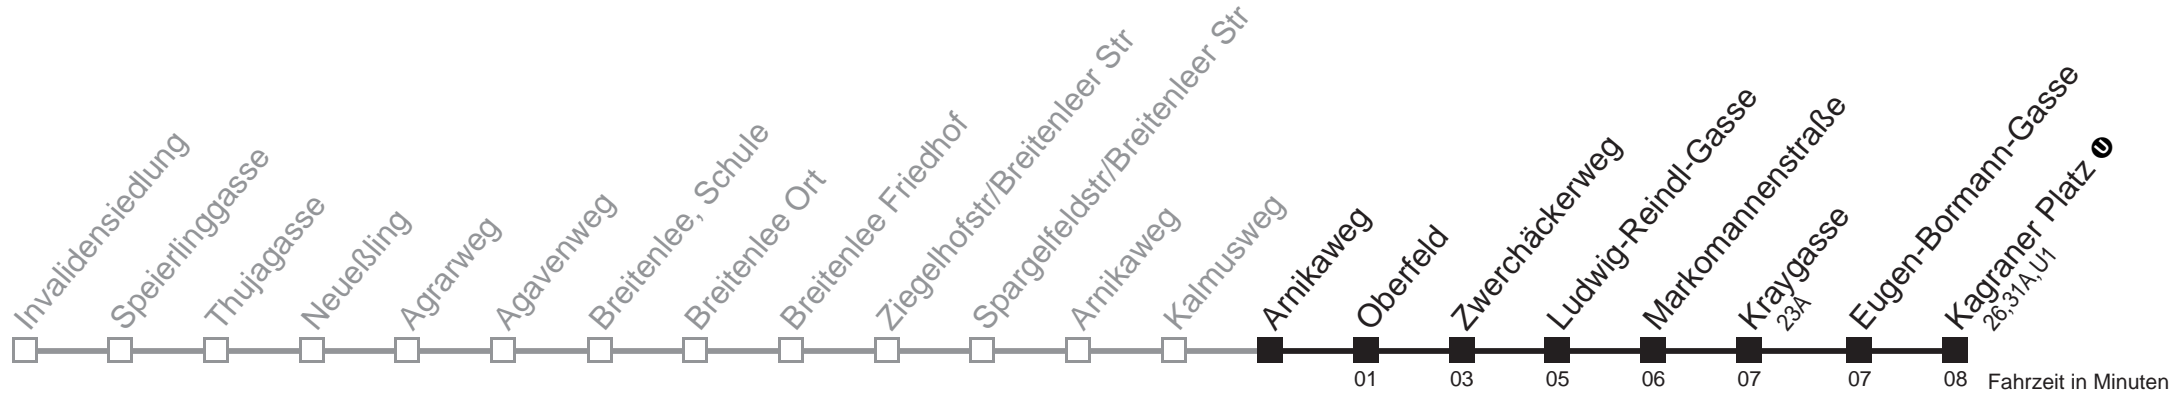 Invalidensiedlung
Speierlinggasse
Thujagasse
Neueßling
Agrarweg
Agavenweg
Breitenlee, Schule
Breitenlee Ort
Breitenlee Friedhof
Ziegelhofstr/Breitenleer Str
Spargelfeldstr/Breitenleer Str
Arnikaweg
Kalmusweg
Arnikaweg
Oberfeld
Zwerchäckerweg
Ludwig-Reindl-Gasse
Markomannenstraße
Kraygasse
23A
Eugen-Bormann-Gasse
Kagraner Platz U
26,31A,U1
01 03 05 06 07 07 08 Fahrzeit in Minuten